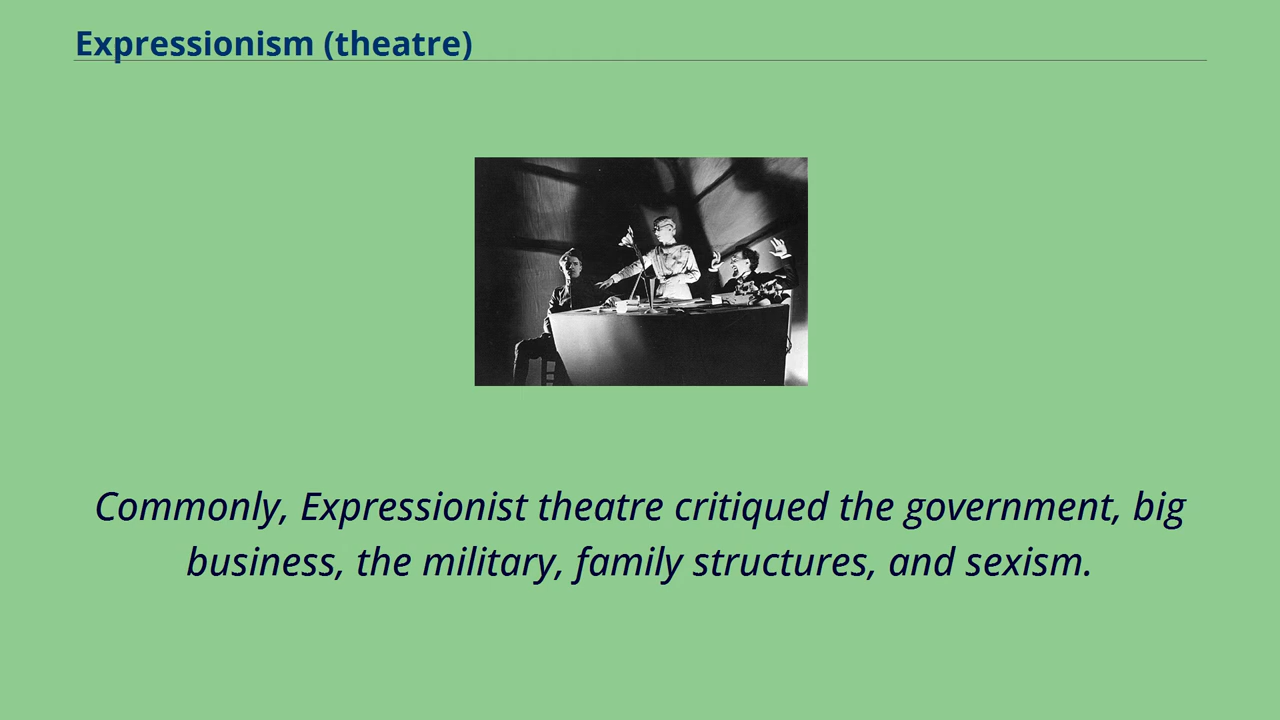 Expressionism (theatre)
Commonly, Expressionist theatre critiqued the government, big
business, the military, family structures, and sexism.